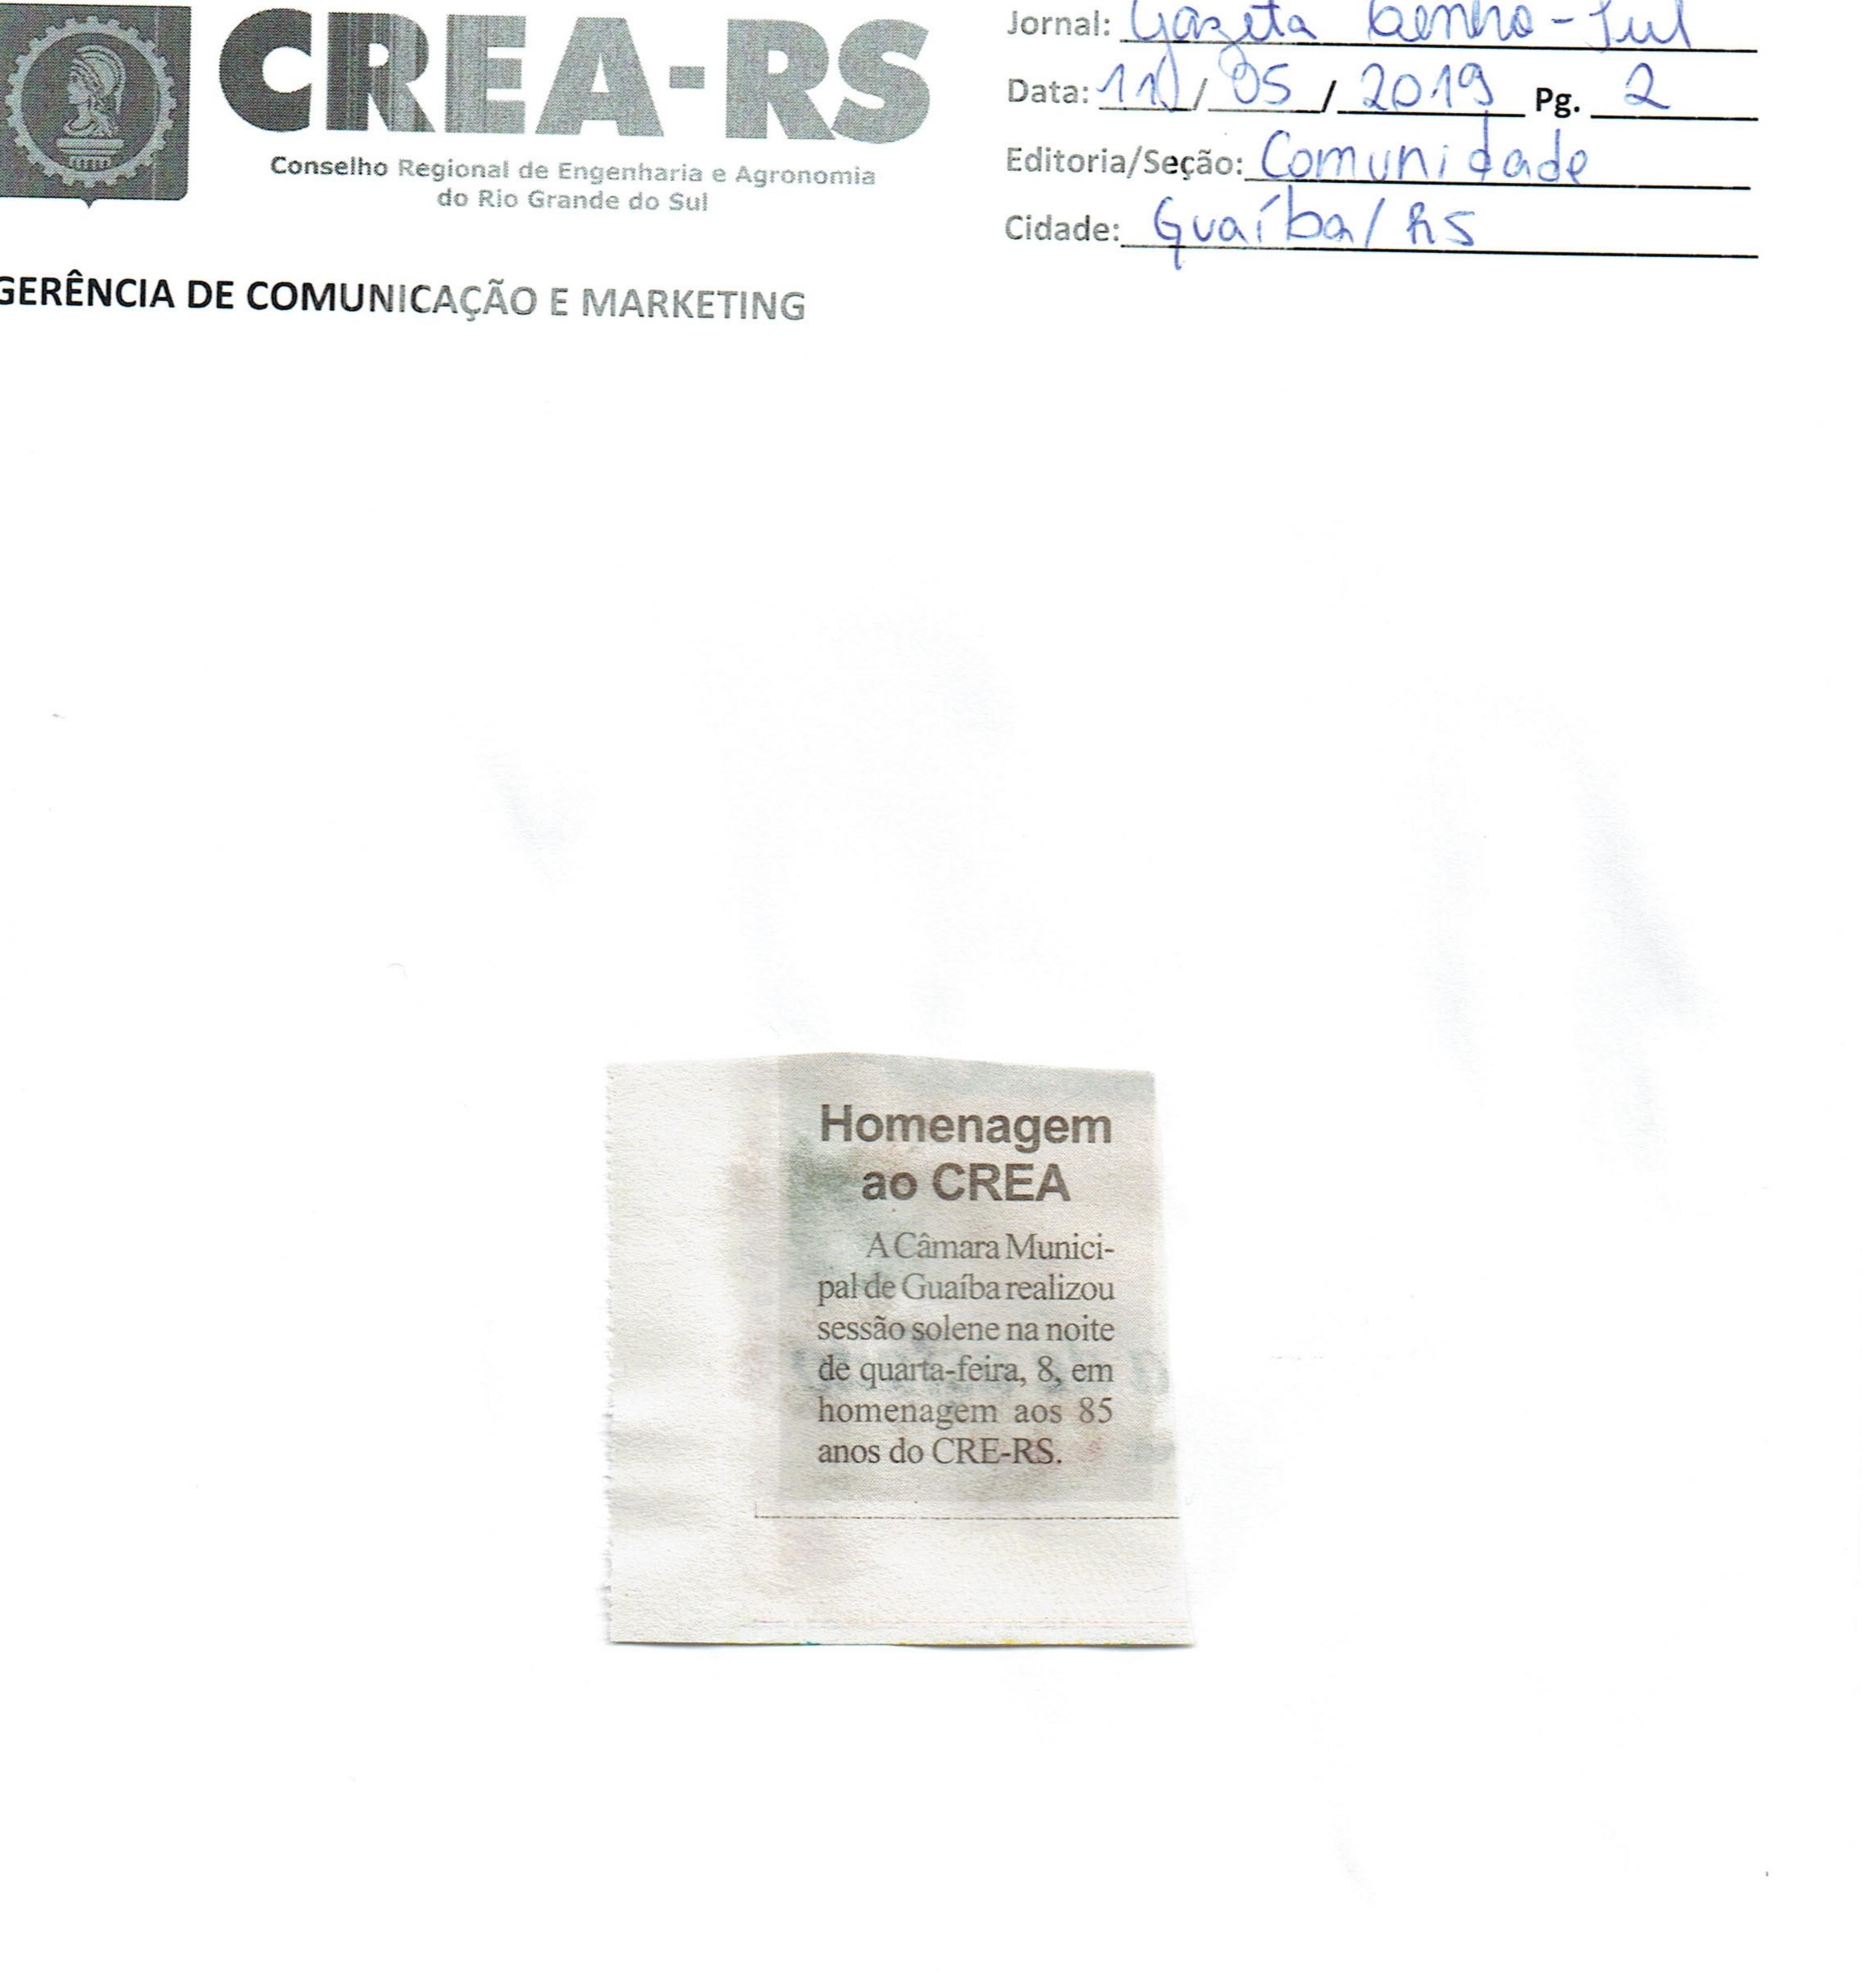 CREA-RS
Conselho Regional de Engenharia e Agronomia
do Rio Grande do Sul
GERÊNCIA DE COMUNICAÇÃO E MARKETING
Jornal: Gazeta Centro-Sul
Data: 11/05/2019 Pg. 2
Editoria/Seção: Comunidade
Cidade: Guaíba/RS
Homenagem
ao CREA
A Câmara Munici-
pal de Guaíba realizou
sessão solene na noite
de quarta-feira, 8, em
homenagem aos 85
anos do CRE-RS.